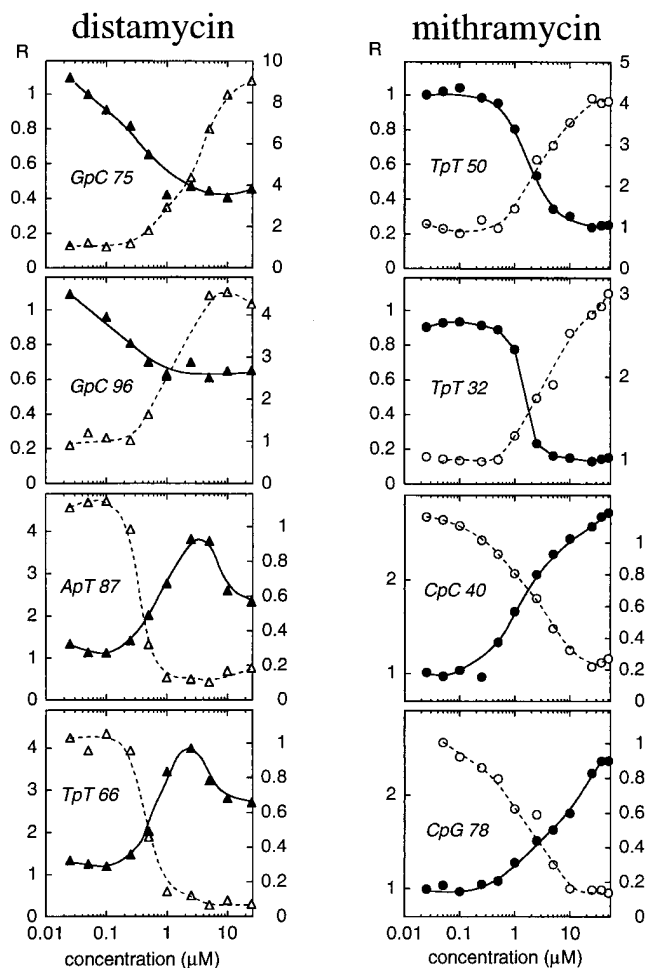 distamycin mithramycin
R R
1 0.8 0.6 0.4 0.2 0
GpC 75
10 8 6 4 2 0
1 0.8 0.6 0.4 0.2 0
TpT 50
5 4 3 2 1 0
1 0.8 0.6 0.4 0.2 0
GpC 96
4 3 2 1 0
1 0.8 0.6 0.4 0.2 0
TpT 32
3 2 1
4 3 2 1 0
ApT 87
1 0.8 0.6 0.4 0.2 0
2 1
CpC 40
1 0.8 0.6 0.4 0.2 0
4 3 2 1 0
TpT 66
1 0.8 0.6 0.4 0.2 0
2 1
CpG 78
1 0.8 0.6 0.4 0.2 0
0.01 0.1 1 10 0.01 0.1 1 10
concentration (µM) concentration (µM)